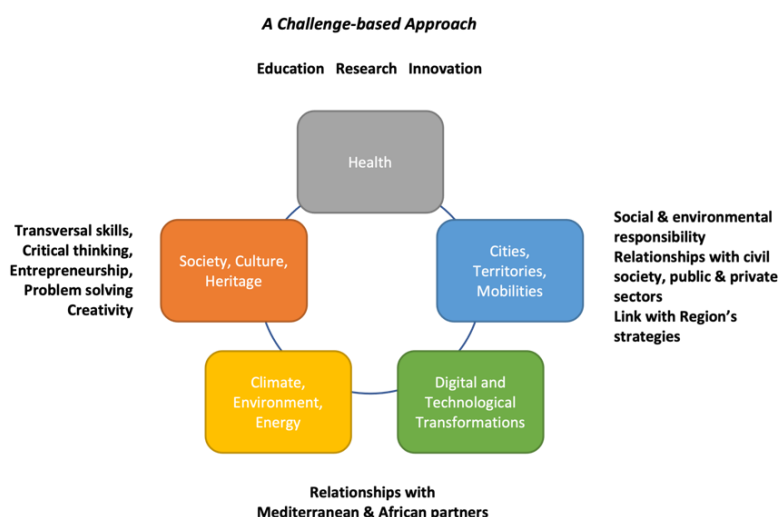 A Challenge-based Approach
Education Research Innovation
Health
Transversal skills,
Critical thinking,
Entrepreneurship,
Problem solving
Creativity
Society, Culture,
Heritage
Cities,
Territories,
Mobilities
Social & environmental
responsibility
Relationships with civil
society, public & private
sectors
Link with Region's
strategies
Climate,
Environment,
Energy
Digital and
Technological
Transformations
Relationships with
Mediterranean & African partners